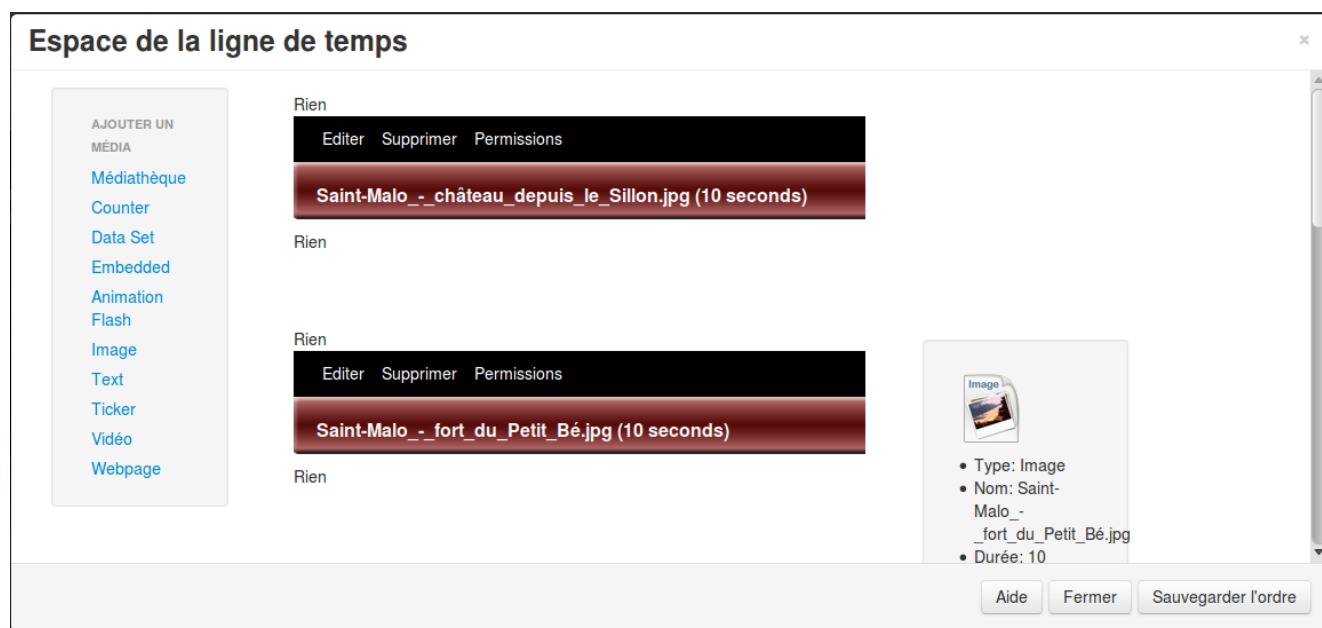 Espace de la ligne de temps
×
AJOUTER UN
MÉDIA
Médiathèque
Counter
Data Set
Embedded
Animation
Flash
Image
Text
Ticker
Vidéo
Webpage
Rien
Editer Supprimer Permissions
Saint-Malo_-_château_depuis_le_Sillon.jpg (10 seconds)
Rien
Rien
Editer Supprimer Permissions
Saint-Malo_-_fort_du_Petit_Bé.jpg (10 seconds)
Rien
Image
• Type: Image
• Nom: Saint-
Malo_-
_fort_du_Petit_Bé.jpg
• Durée: 10
Aide Fermer Sauvegarder l'ordre